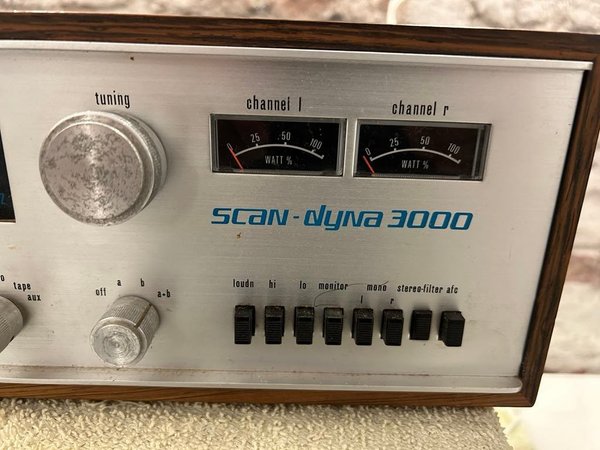 tuning
channel l
channel r
0 25 .50 100
WATT %
0 25 .50 100
WATT %
scan-dyna 3000
tape
aux
off a b a+b
loudn hi lo monitor mono stereo-filter afc
l r